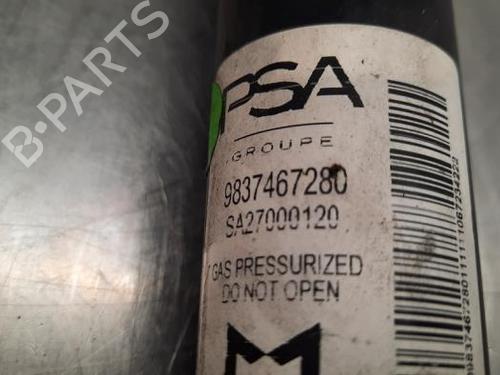 B-PARTS
PSA
GROUPE
9837467280
SA27000120
GAS PRESSURIZED
DO NOT OPEN
M